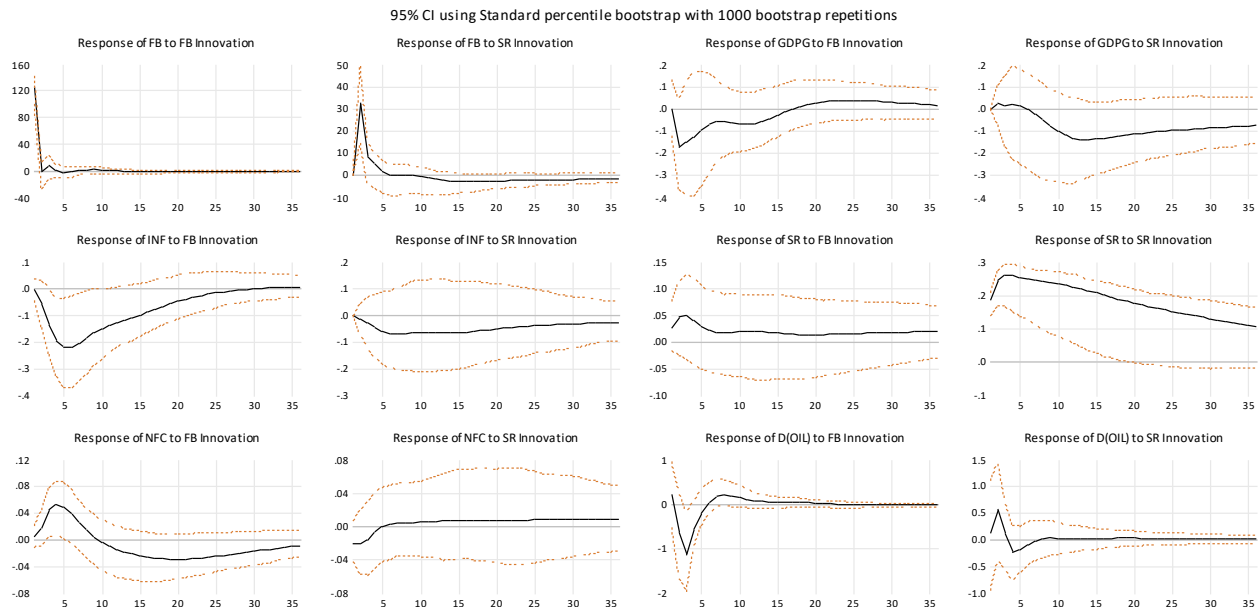 95% CI using Standard percentile bootstrap with 1000 bootstrap repetitions
Response of FB to FB Innovation
160
120
80
40
0
-40
5 10 15 20 25 30 35
Response of FB to SR Innovation
50
40
30
20
10
0
-10
5 10 15 20 25 30 35
Response of GDPG to FB Innovation
.2
.1
.0
-.1
-.2
-.3
-.4
5 10 15 20 25 30 35
Response of GDPG to SR Innovation
.2
.1
.0
-.1
-.2
-.3
-.4
5 10 15 20 25 30 35
Response of INF to FB Innovation
.1
.0
-.1
-.2
-.3
-.4
5 10 15 20 25 30 35
Response of INF to SR Innovation
.2
.1
.0
-.1
-.2
-.3
5 10 15 20 25 30 35
Response of SR to FB Innovation
.15
.10
.05
.00
-.05
-.10
5 10 15 20 25 30 35
Response of SR to SR Innovation
.3
.2
.1
.0
-.1
5 10 15 20 25 30 35
Response of NFC to FB Innovation
.12
.08
.04
.00
-.04
-.08
5 10 15 20 25 30 35
Response of NFC to SR Innovation
.08
.04
.00
-.04
-.08
5 10 15 20 25 30 35
Response of D(OIL) to FB Innovation
1
0
-1
-2
5 10 15 20 25 30 35
Response of D(OIL) to SR Innovation
1.5
1.0
0.5
0.0
-0.5
-1.0
5 10 15 20 25 30 35